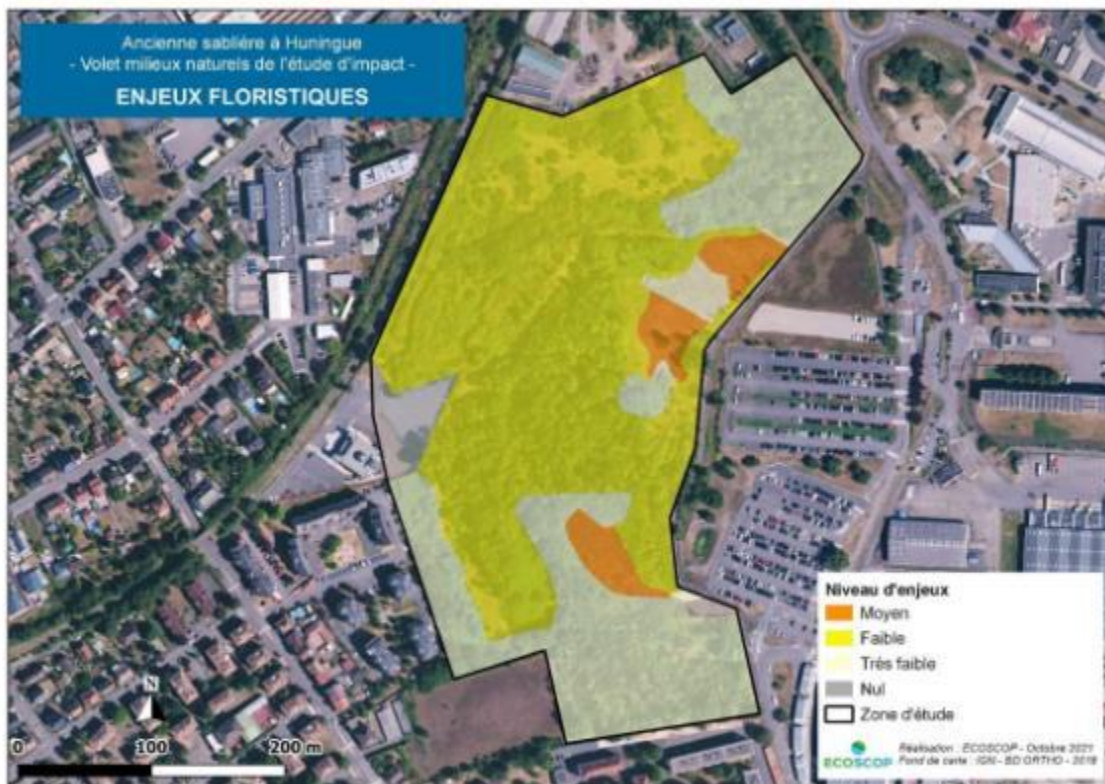 Ancienne sablière à Huningue
- Volet milieux naturels de l'étude d'impact -
ENJEUX FLORISTIQUES
Niveau d'enjeux
Moyen
Faible
Très faible
Nul
Zone d'étude
N
0 100 200 m
ECOSCOP
Réalisation : ECOSCOP - Octobre 2021
Fond de carte : IGN - BD ORTHO - 2018